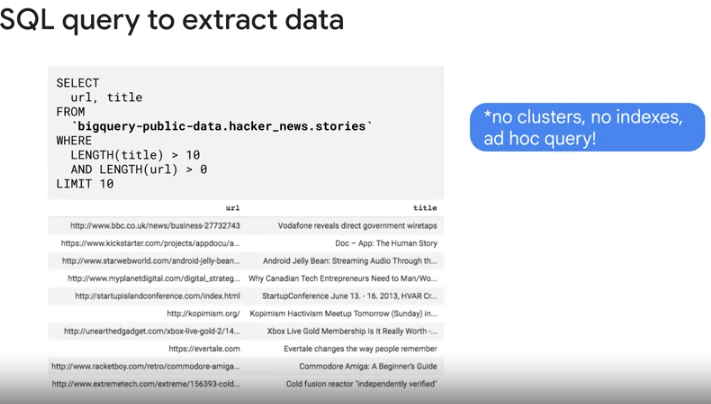 SQL query to extract data
SELECT
url, title
FROM
`bigquery-public-data.hacker_news.stories`
WHERE
LENGTH(title) > 10
AND LENGTH(url) > 0
LIMIT 10
*no clusters, no indexes,
ad hoc query!
url title
http://www.bbc.co.uk/news/business-27732743 Vodafone reveals direct government wiretaps
https://www.kickstarter.com/projects/appdocu/a... Doc – App: The Human Story
http://www.starwebworld.com/android-jelly-bean... Android Jelly Bean: Streaming Audio Through th...
http://www.myplanetdigital.com/digital_strateg... Why Canadian Tech Entrepreneurs Need to Man/Wo...
http://startupislandconference.com/index.html StartupConference June 13. - 16. 2013, HVAR Cr...
http://kopimism.org/ Kopimism Hactivism Meetup Tomorrow (Sunday) in...
http://unearthedgadget.com/xbox-live-gold-2/14... Xbox Live Gold Membership Is It Really Worth -...
https://evertale.com Evertale changes the way people remember
http://www.racketboy.com/retro/commodore-amiga... Commodore Amiga: A Beginner's Guide
http://www.extremetech.com/extreme/156393-cold... Cold fusion reactor "independently verified"